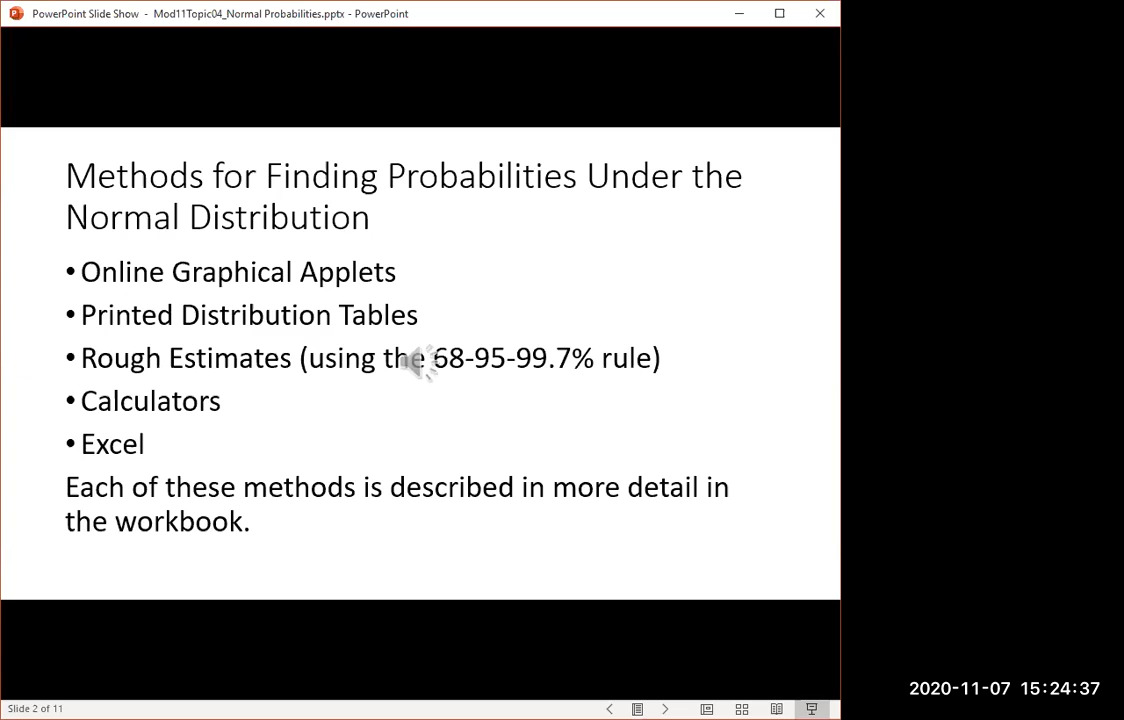 PowerPoint Slide Show - Mod11Topic04_Normal Probabilities.pptx - PowerPoint
Methods for Finding Probabilities Under the
Normal Distribution
• Online Graphical Applets
• Printed Distribution Tables
• Rough Estimates (using the 68-95-99.7% rule)
• Calculators
• Excel
Each of these methods is described in more detail in
the workbook.
2020-11-07 15:24:37
Slide 2 of 11